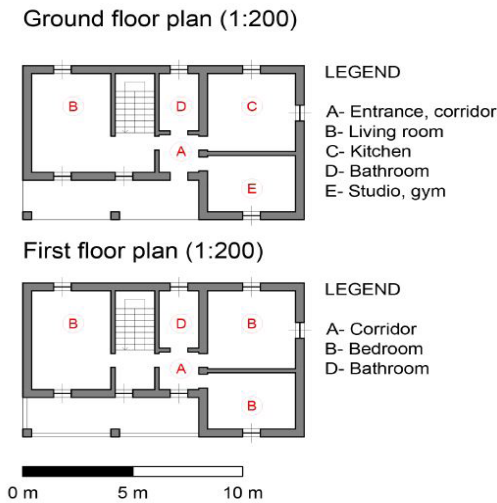 Ground floor plan (1:200)
LEGEND
B
D
C
A- Entrance, corridor
B- Living room
A
C- Kitchen
D- Bathroom
E
E- Studio, gym
First floor plan (1:200)
LEGEND
B
D
B
A- Corridor
B- Bedroom
A
D- Bathroom
B
0 m
5 m
10 m